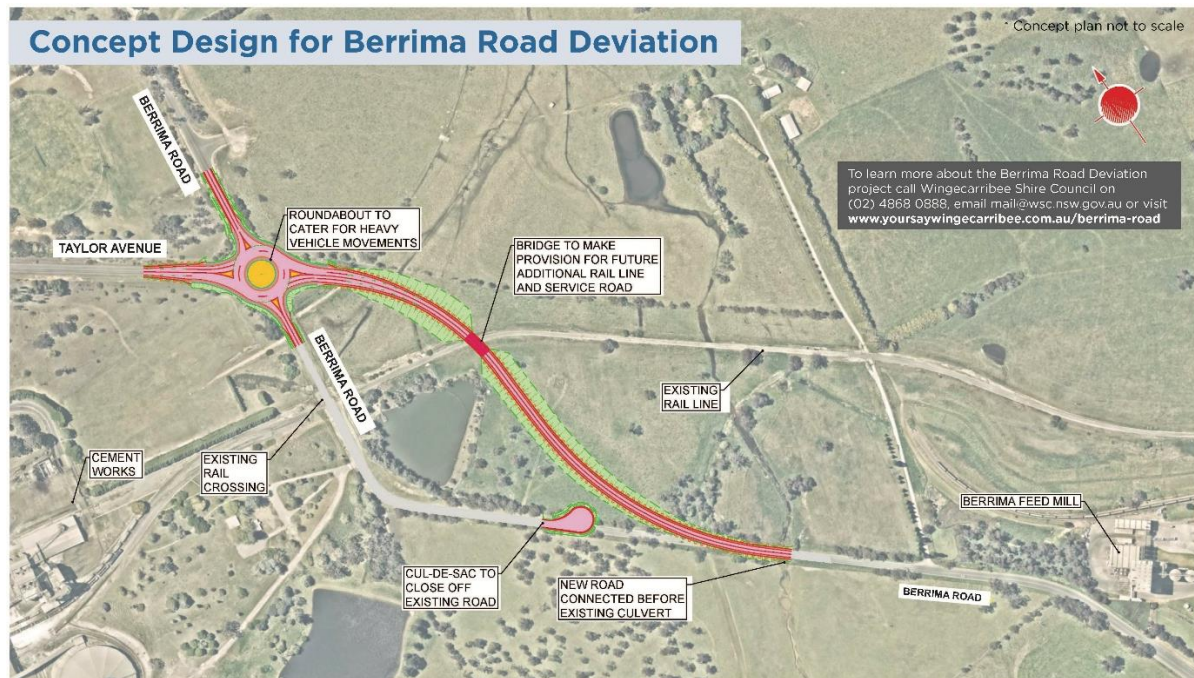 Concept Design for Berrima Road Deviation
* Concept plan not to scale
BERRIMA ROAD
To learn more about the Berrima Road Deviation
project call Wingecarribee Shire Council on
(02) 4868 0888, email mail@wsc.nsw.gov.au or visit
www.yoursaywingecarribee.com.au/berrima-road
ROUNDABOUT TO
CATER FOR HEAVY
VEHICLE MOVEMENTS
TAYLOR AVENUE
BRIDGE TO MAKE
PROVISION FOR FUTURE
ADDITIONAL RAIL LINE
AND SERVICE ROAD
BERRIMA ROAD
EXISTING
RAIL LINE
CEMENT
WORKS
EXISTING
RAIL
CROSSING
BERRIMA FEED MILL
CUL-DE-SAC TO
CLOSE OFF
EXISTING ROAD
NEW ROAD
CONNECTED BEFORE
EXISTING CULVERT
BERRIMA ROAD